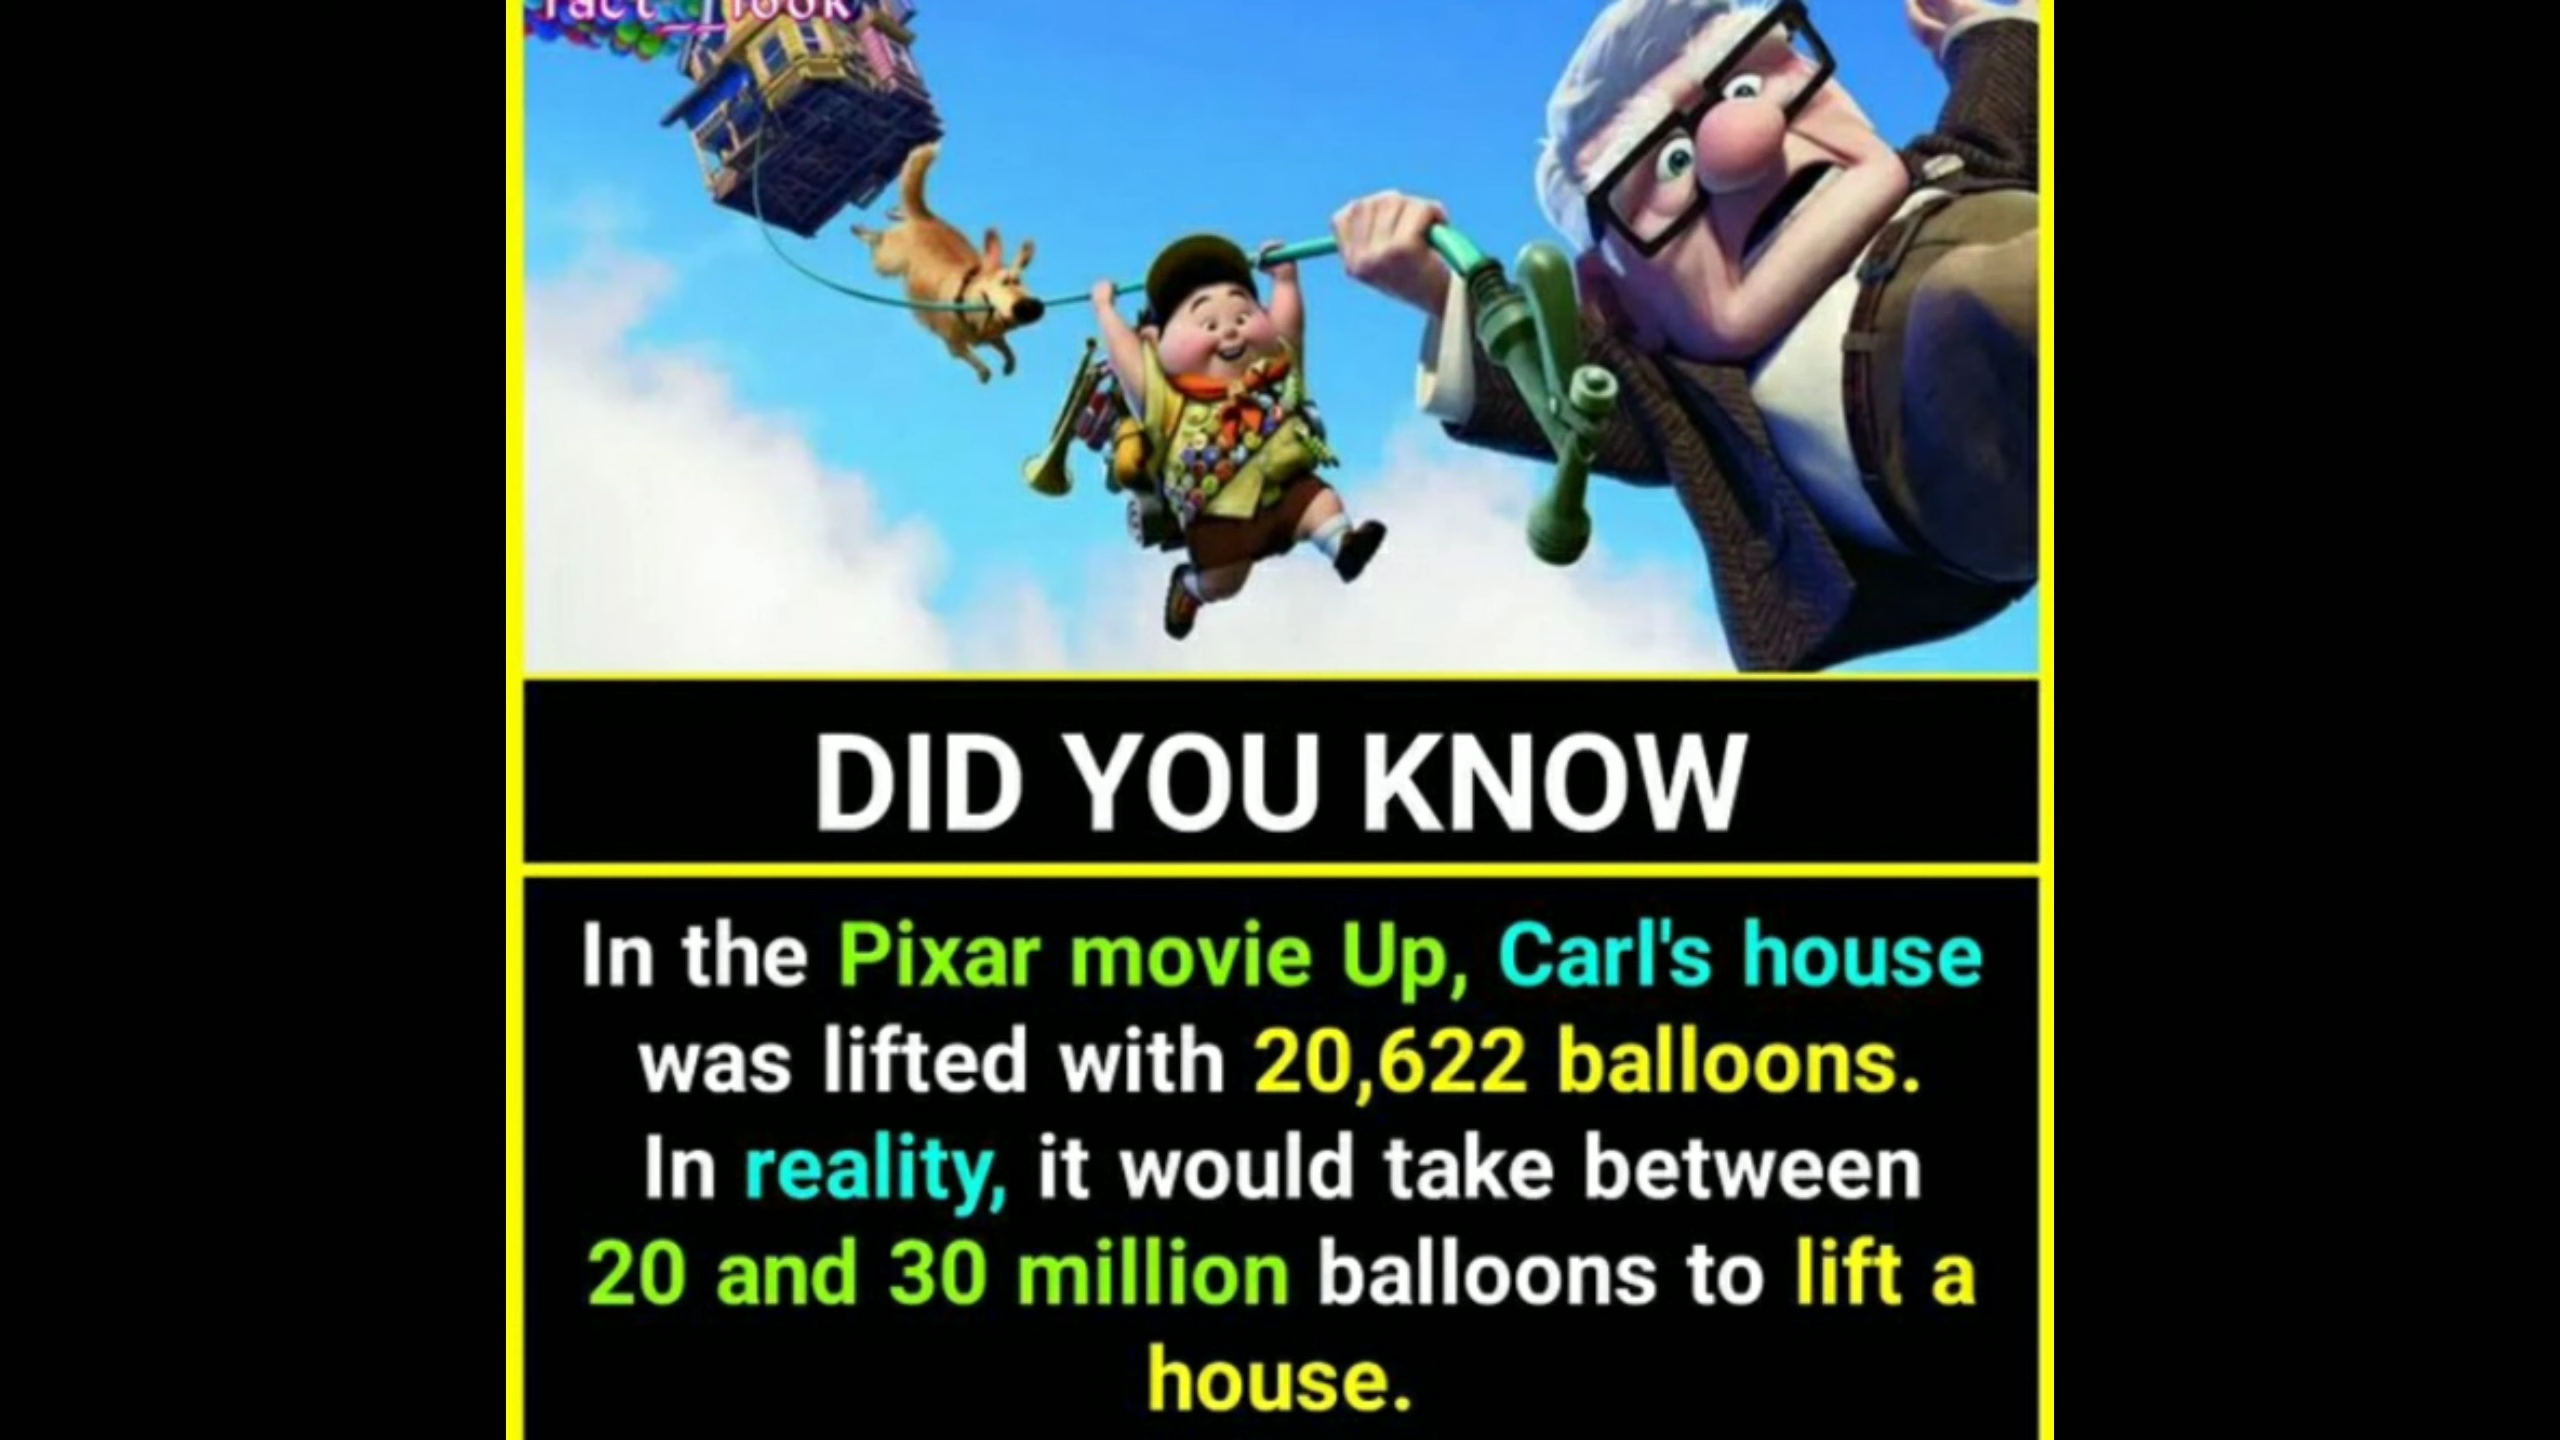 DID YOU KNOW
In the Pixar movie Up, Carl's house
was lifted with 20,622 balloons.
In reality, it would take between
20 and 30 million balloons to lift a
house.